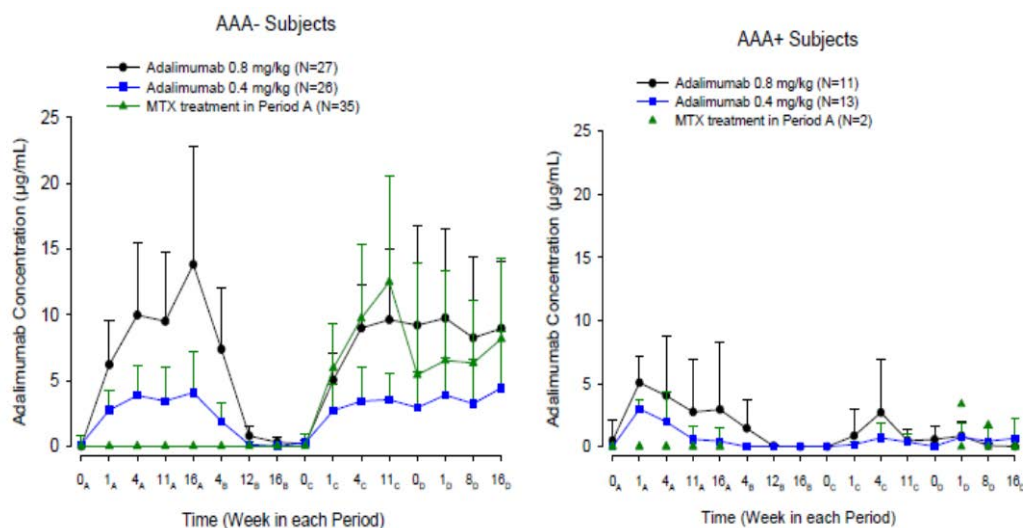 AAA- Subjects
Adalimumab 0.8 mg/kg (N=27)
Adalimumab 0.4 mg/kg (N=26)
MTX treatment in Period A (N=35)
25
20
15
10
5
0
Adalimumab Concentration (µg/mL)
0A 1A 4A 11A 16A 4B 12B 16B 0C 1C 4C 11C 0D 1D 8D 16D
Time (Week in each Period)
AAA+ Subjects
Adalimumab 0.8 mg/kg (N=11)
Adalimumab 0.4 mg/kg (N=13)
MTX treatment in Period A (N=2)
25
20
15
10
5
0
Adalimumab Concentration (µg/mL)
0A 1A 4A 11A 16A 4B 12B 16B 0C 1C 4C 11C 0D 1D 8D 16D
Time (Week in each Period)